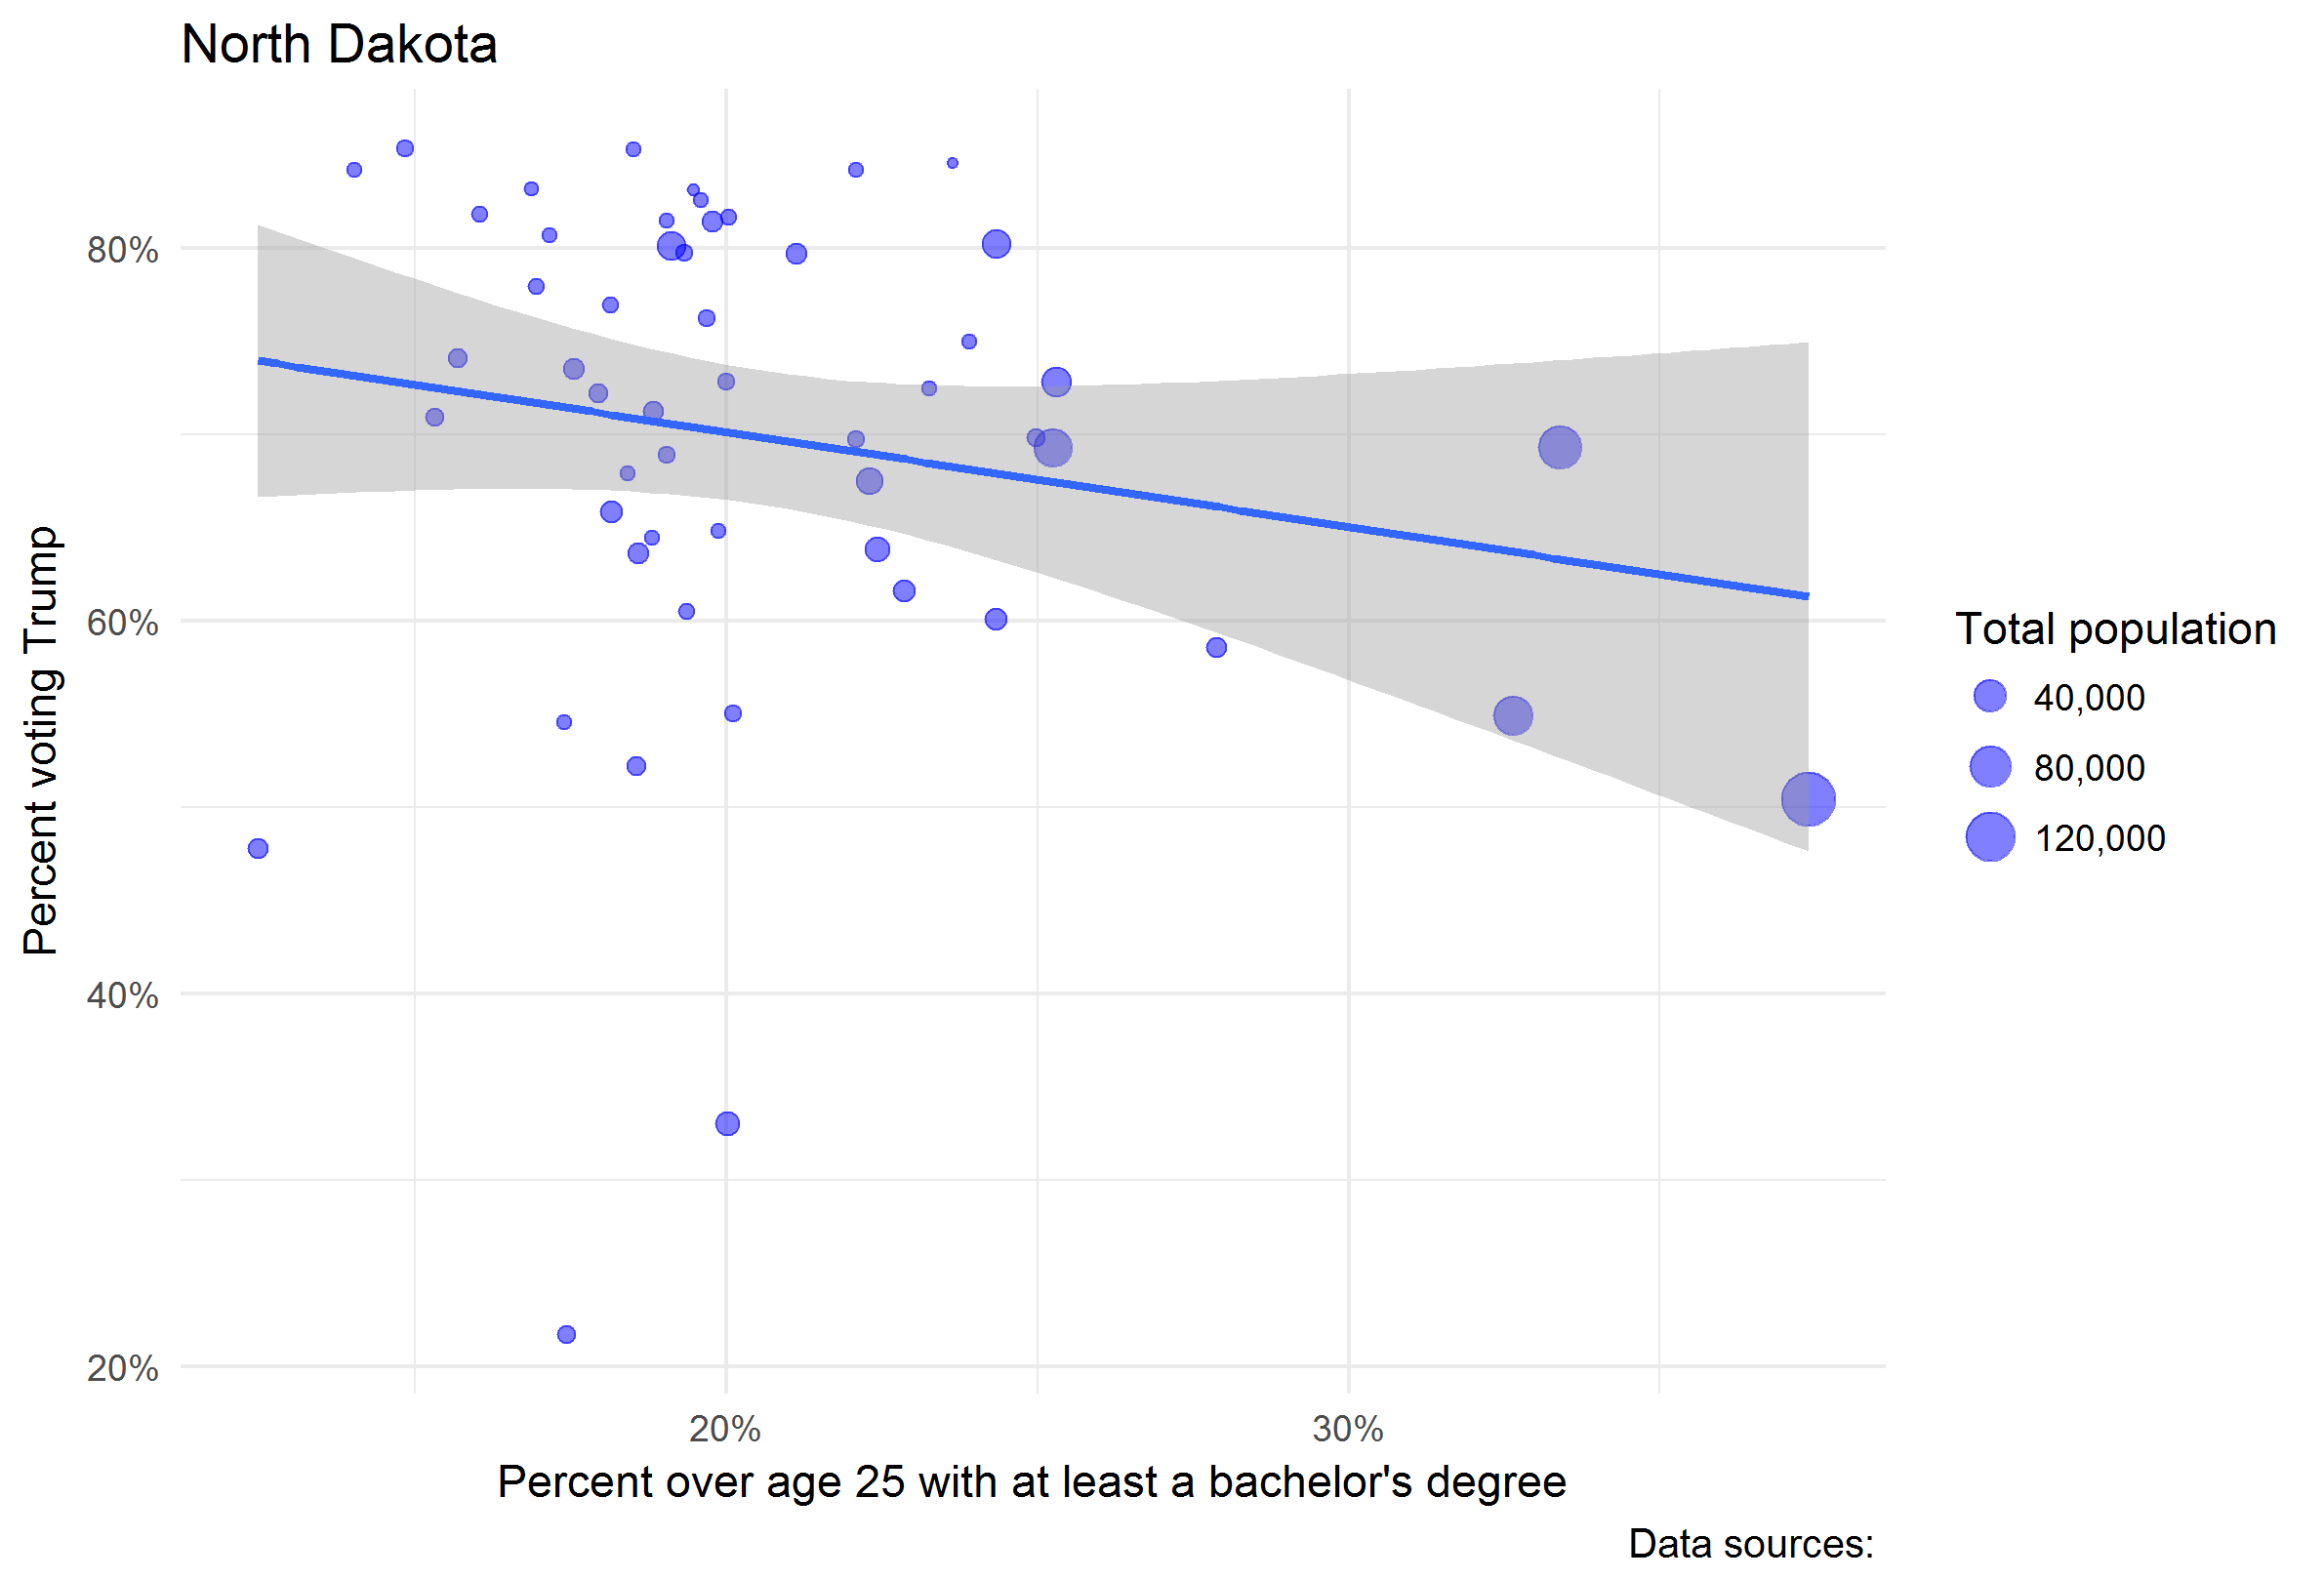 North Dakota
80%
60%
40%
20%
Percent voting Trump
20%
30%
Percent over age 25 with at least a bachelor's degree
Total population
40,000
80,000
120,000
Data sources: